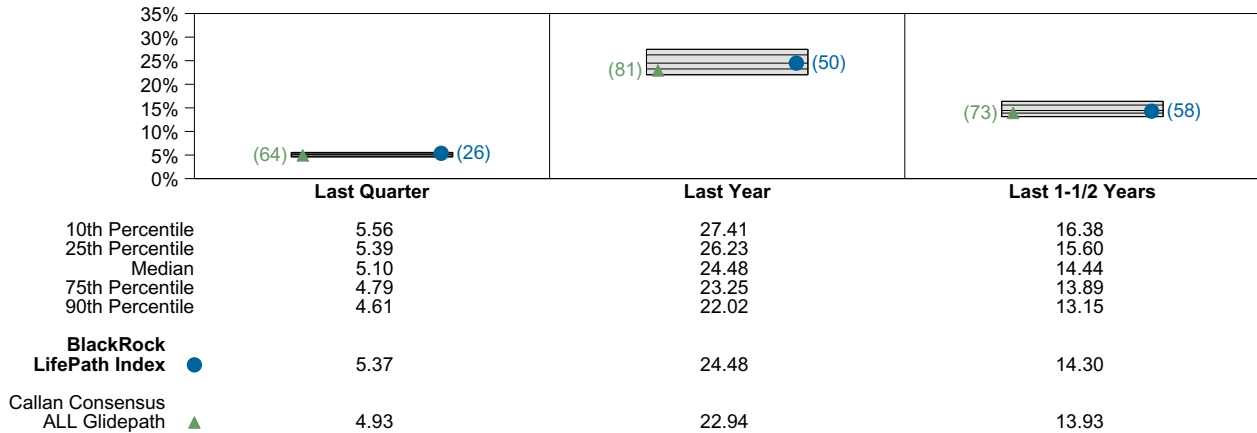 35%
30%
25%
20%
15%
10%
5%
0%
(64) (26)
(81) (50)
(73) (58)
Last Quarter Last Year Last 1-1/2 Years
10th Percentile 5.56 27.41 16.38
25th Percentile 5.39 26.23 15.60
Median 5.10 24.48 14.44
75th Percentile 4.79 23.25 13.89
90th Percentile 4.61 22.02 13.15
BlackRock
LifePath Index 5.37 24.48 14.30
Callan Consensus
ALL Glidepath 4.93 22.94 13.93